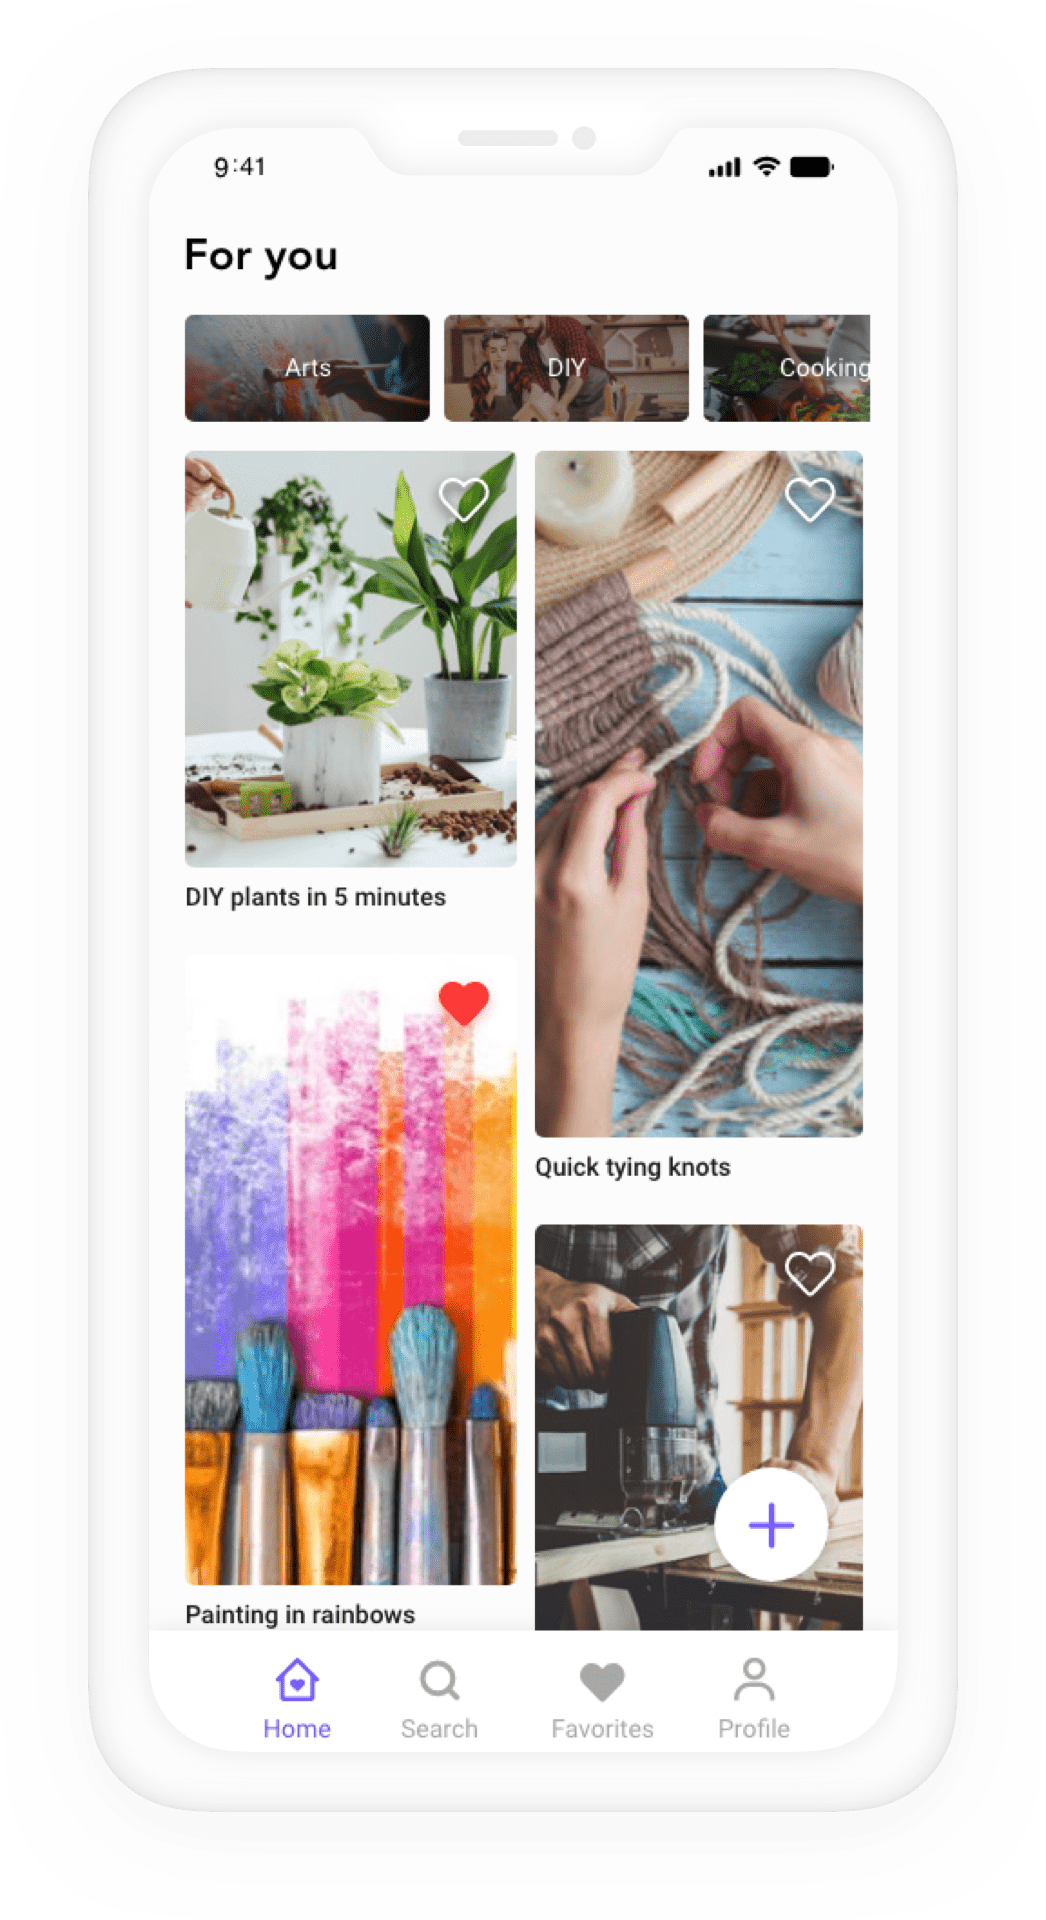 9:41
For you
Arts
DIY
Cooking
DIY plants in 5 minutes
Quick tying knots
Painting in rainbows
Home
Search
Favorites
Profile